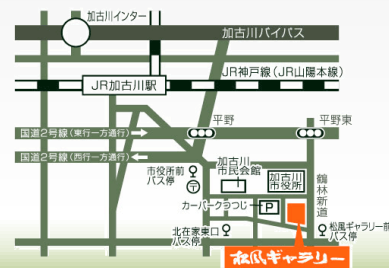 加古川インター
加古川バイパス
JR神戸線(JR山陽本線)
JR加古川駅
平野
平野東
国道2号線(東行一方通行)
国道2号線(西行一方通行)
市役所前
バス停
加古川
市民会館
加古川
市役所
鶴林新道
カーパークつつじ
P
北在家東口
バス停
松風ギャラリー前
バス停
松風ギャラリー